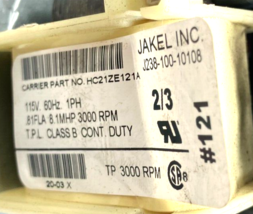 JAKEL INC.
J238-100-10108
CARRIER PART NO. HC21ZE121A
115V. 60Hz. 1PH
.81FLA 8.1MHP 3000 RPM
T.P.L. CLASS B CONT. DUTY
2/3
#121
TP 3000 RPM
20-03 X